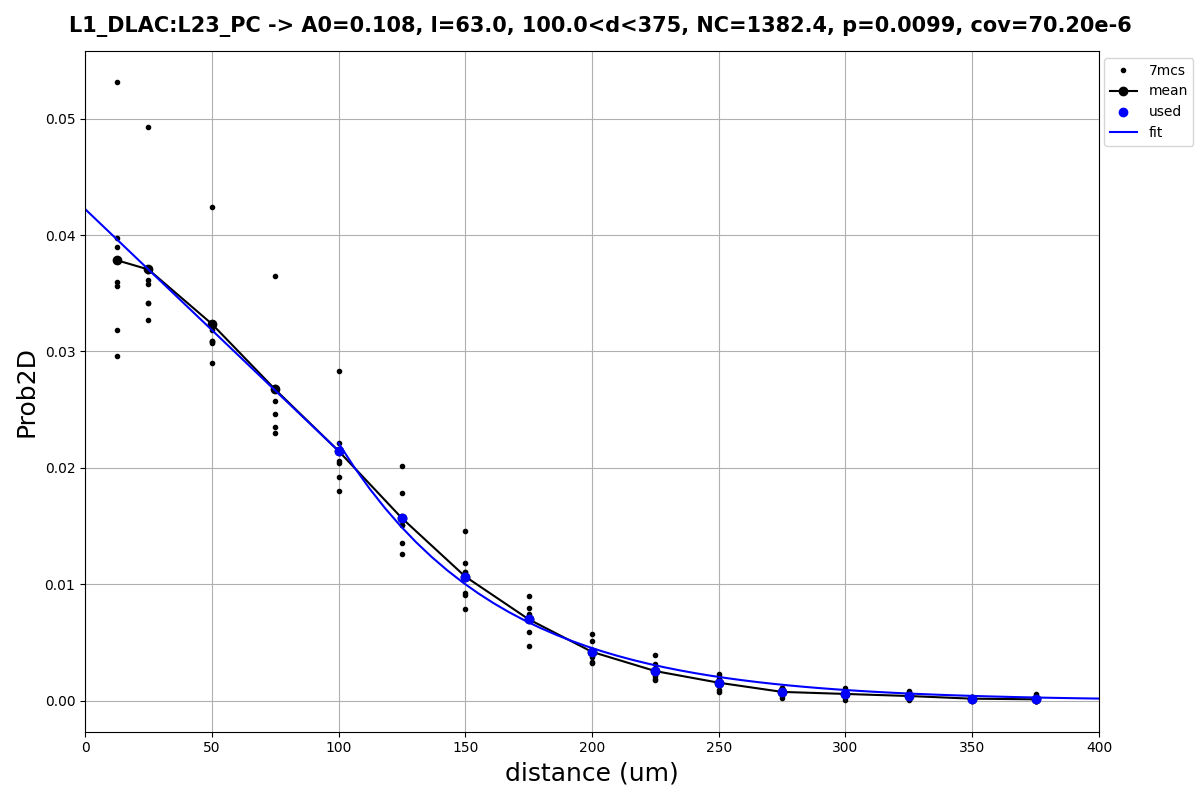 L1_DLAC:L23_PC -> A0=0.108, l=63.0, 100.0<d<375, NC=1382.4, p=0.0099, cov=70.20e-6
7mcs
mean
used
fit
Prob2D
0.05
0.04
0.03
0.02
0.01
0.00
0 50 100 150 200 250 300 350 400
distance (um)